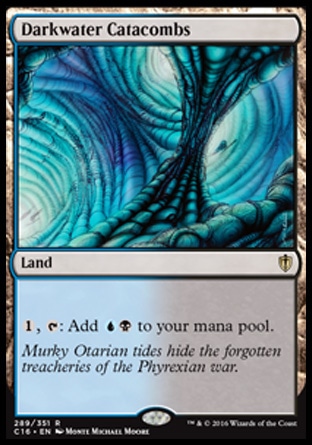 Darkwater Catacombs
Land
1, : Add to your mana pool.
Murky Otarian tides hide the forgotten
treacheries of the Phyrexian war.
289/351 R
C16 • EN MONTE MICHAEL MOORE
™ & © 2016 Wizards of the Coast